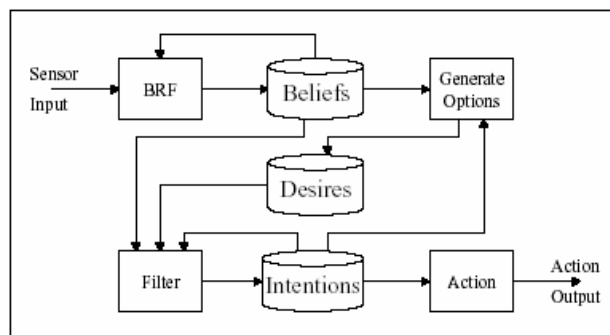 Sensor
Input
BRF
Beliefs
Generate
Options
Desires
Filter
Intentions
Action
Action
Output